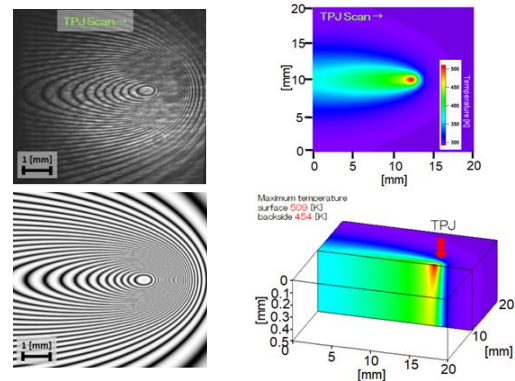 TPJ Scan→
1 [mm]
TPJ Scan→
[mm]
20
15
10
5
0
0 5 10 15 20
[mm]
Temperature [K]
500
450
400
350
300
1 [mm]
Maximum temperature
surface 509 [K]
backside 454 [K]
TPJ
0
0.1
0.2
0.3
0.4
0.5
[mm]
0 5 10 15 20
[mm]
10
20
[mm]